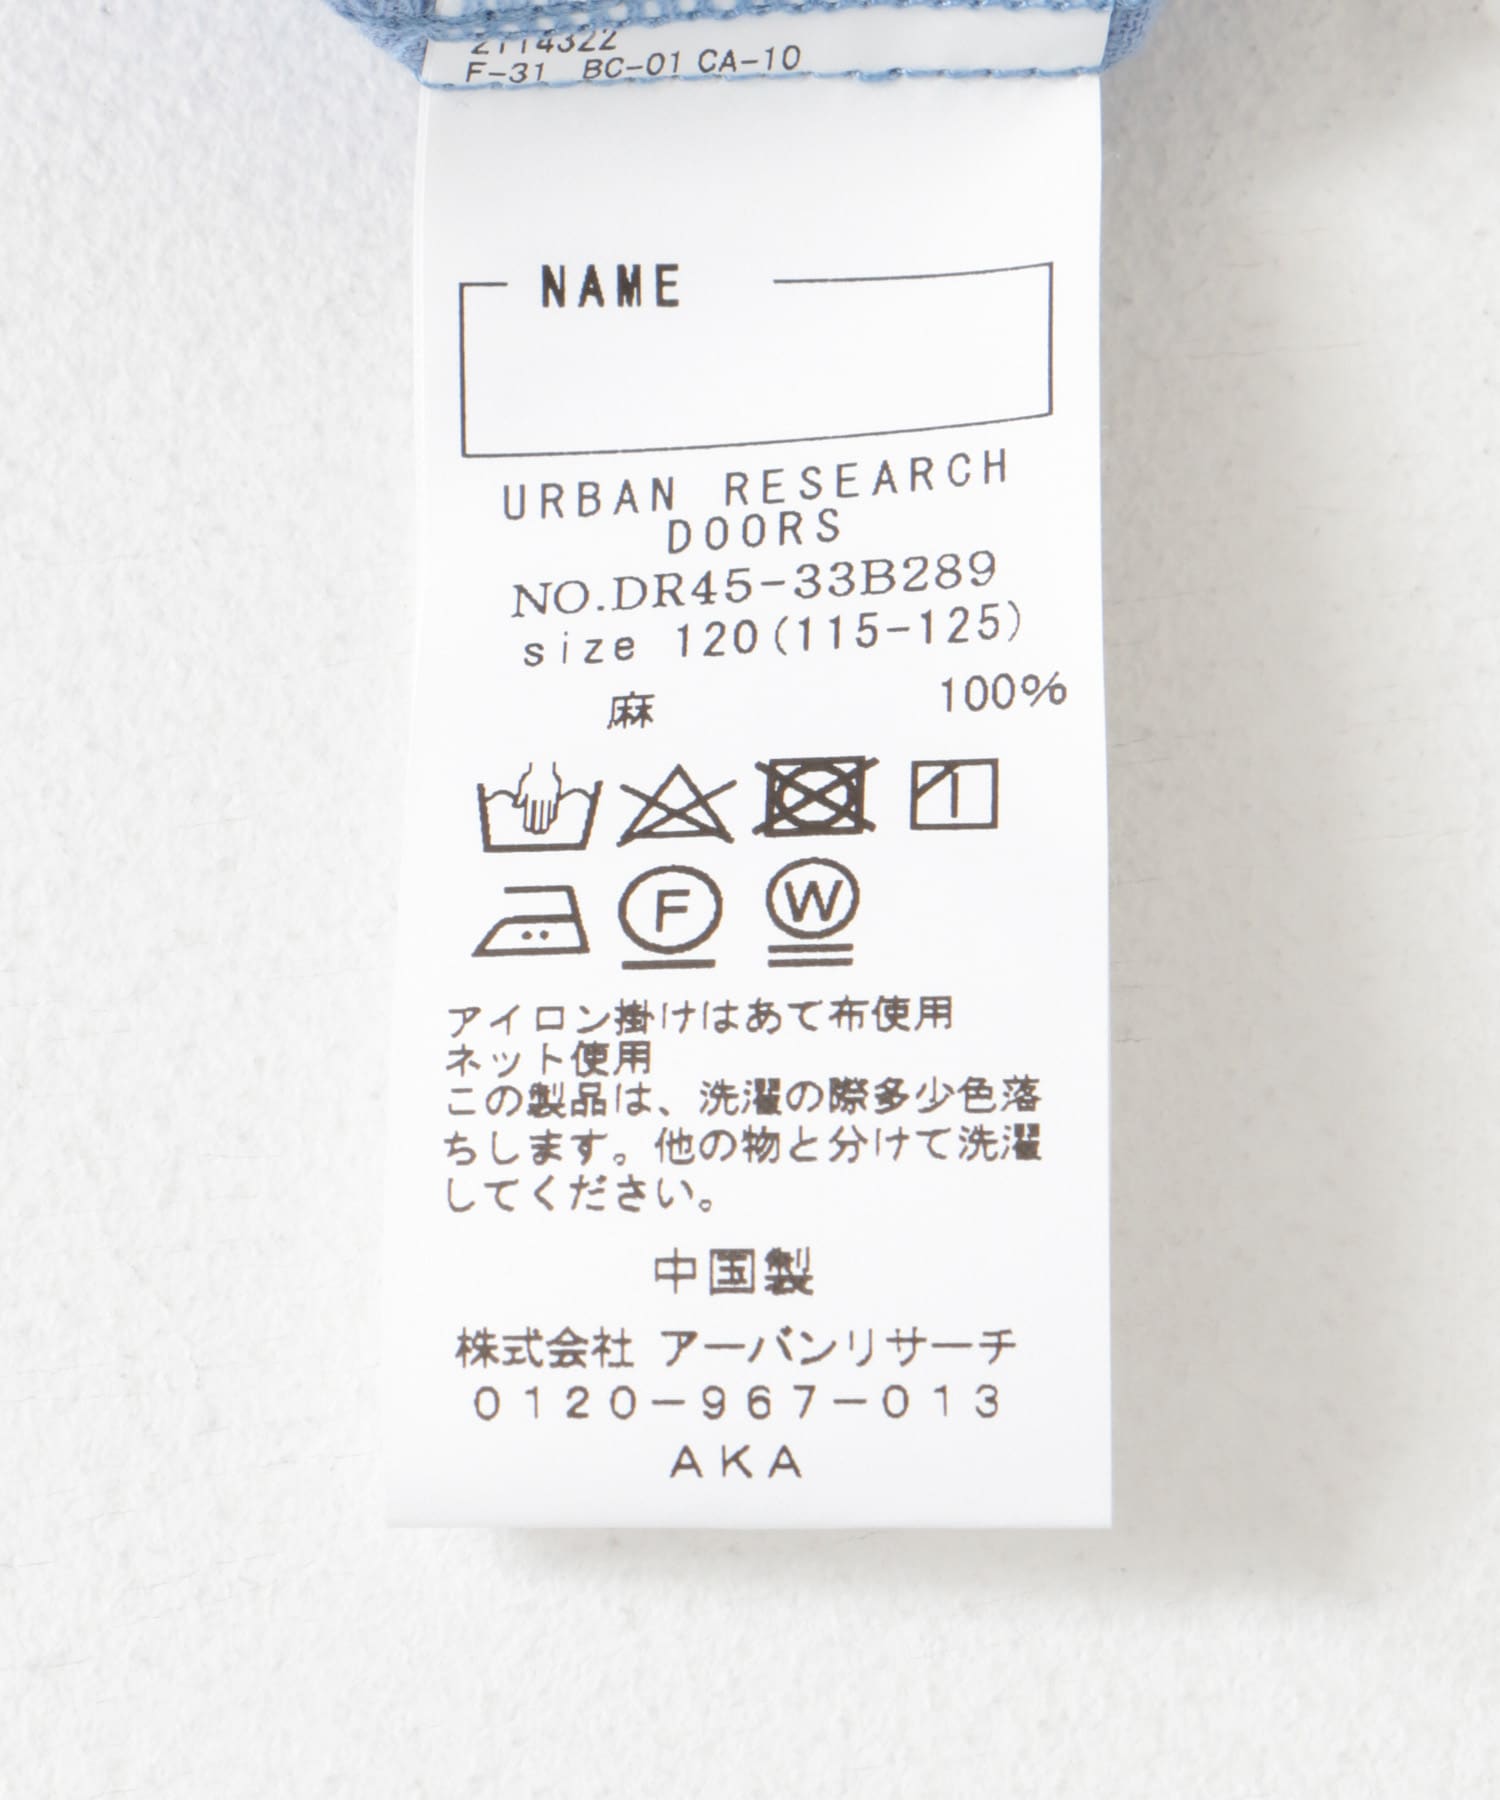 2114322
F-31 BC-01 CA-10
NAME
URBAN RESEARCH
DOORS
NO.DR45-33B289
size 120(115-125)
麻 100%
F W
アイロン掛けはあて布使用
ネット使用
この製品は、洗濯の際多少色落
ちします。他の物と分けて洗濯
してください。
中国製
株式会社 アーバンリサーチ
0120-967-013
AKA